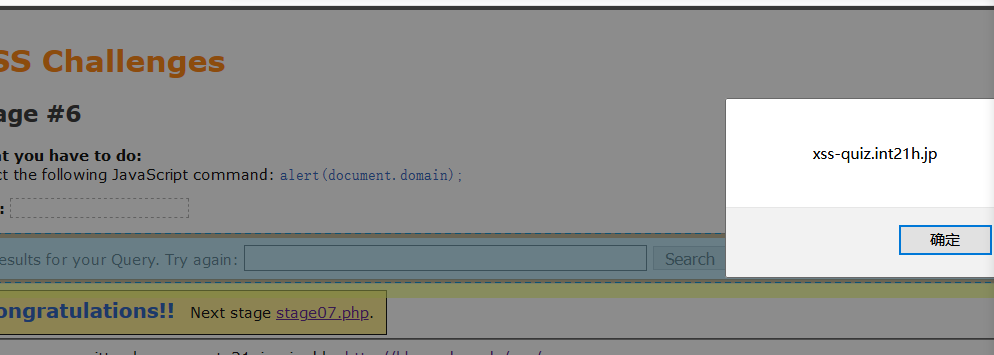 SS Challenges
age #6
at you have to do:
ct the following JavaScript command: alert(document.domain);
:
xss-quiz.int21h.jp
确定
esults for your Query. Try again: Search
ongratulations!! Next stage stage07.php.